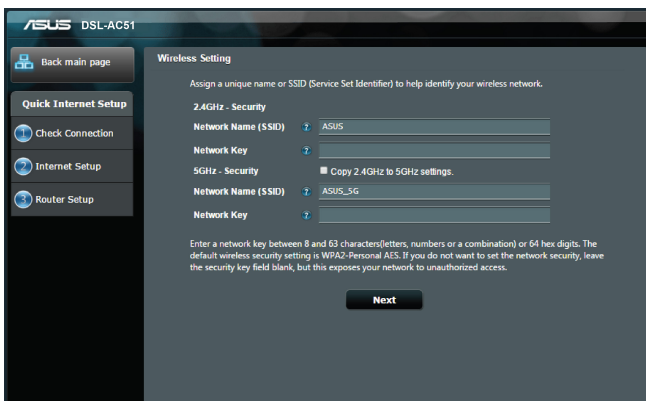 ASUS DSL-AC51
Back main page
Quick Internet Setup
1 Check Connection
2 Internet Setup
3 Router Setup
Wireless Setting
Assign a unique name or SSID (Service Set Identifier) to help identify your wireless network.
2.4GHz - Security
Network Name (SSID) ? ASUS
Network Key ?
5GHz - Security Copy 2.4GHz to 5GHz settings.
Network Name (SSID) ? ASUS_5G
Network Key ?
Enter a network key between 8 and 63 characters(letters, numbers or a combination) or 64 hex digits. The
default wireless security setting is WPA2-Personal AES. If you do not want to set the network security, leave
the security key field blank, but this exposes your network to unauthorized access.
Next